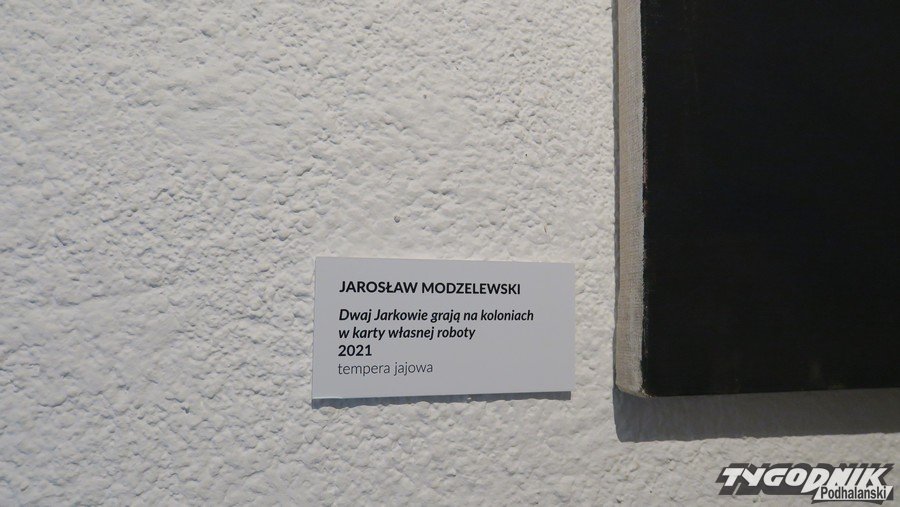 JAROSŁAW MODZELEWSKI
Dwaj Jarkowie grają na koloniach
w karty własnej roboty
2021
tempera jajowa
TYGODNIK
Podhalański